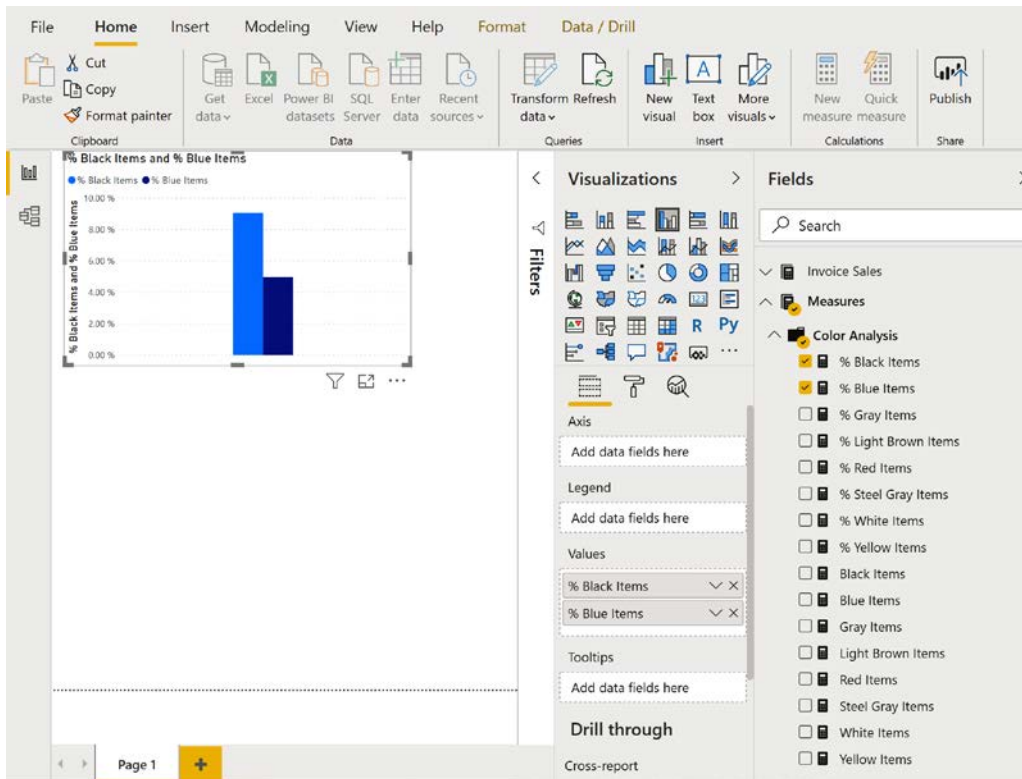 File Home Insert Modeling View Help Format Data / Drill
Paste
Cut
Copy
Format painter
Clipboard
Get data
Excel
Power BI datasets
SQL Server
Enter data
Recent sources
Data
Transform data
Refresh
Queries
New visual
A
Text box
More visuals
Insert
New measure
Quick measure
Calculations
Publish
Share
% Black Items and % Blue Items
% Black Items % Blue Items
% Black Items and % Blue Items
10.00 %
8.00 %
6.00 %
4.00 %
2.00 %
0.00 %
Filters
Visualizations
123
R Py
Axis
Add data fields here
Legend
Add data fields here
Values
% Black Items
% Blue Items
Tooltips
Add data fields here
Drill through
Cross-report
Fields
Search
Invoice Sales
Measures
Color Analysis
% Black Items
% Blue Items
% Gray Items
% Light Brown Items
% Red Items
% Steel Gray Items
% White Items
% Yellow Items
Black Items
Blue Items
Gray Items
Light Brown Items
Red Items
Steel Gray Items
White Items
Yellow Items
Page 1